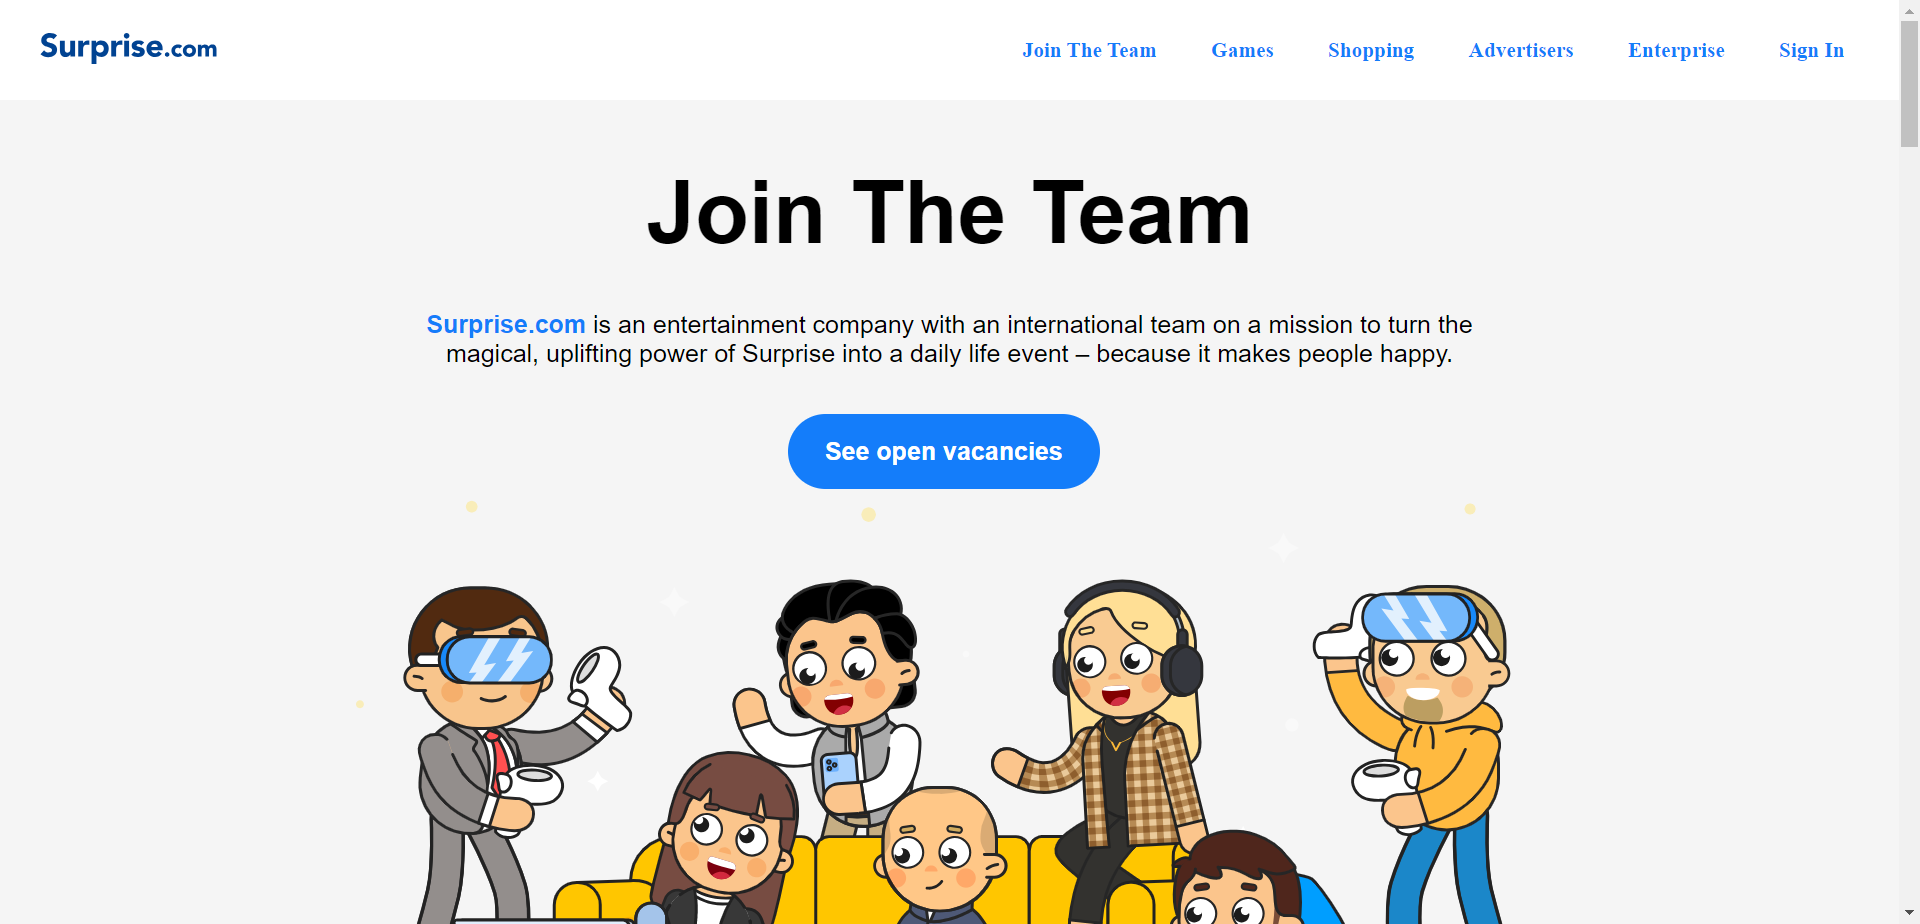 Surprise.com
Join The Team
Games
Shopping
Advertisers
Enterprise
Sign In
Join The Team
Surprise.com is an entertainment company with an international team on a mission to turn the
magical, uplifting power of Surprise into a daily life event – because it makes people happy.
See open vacancies